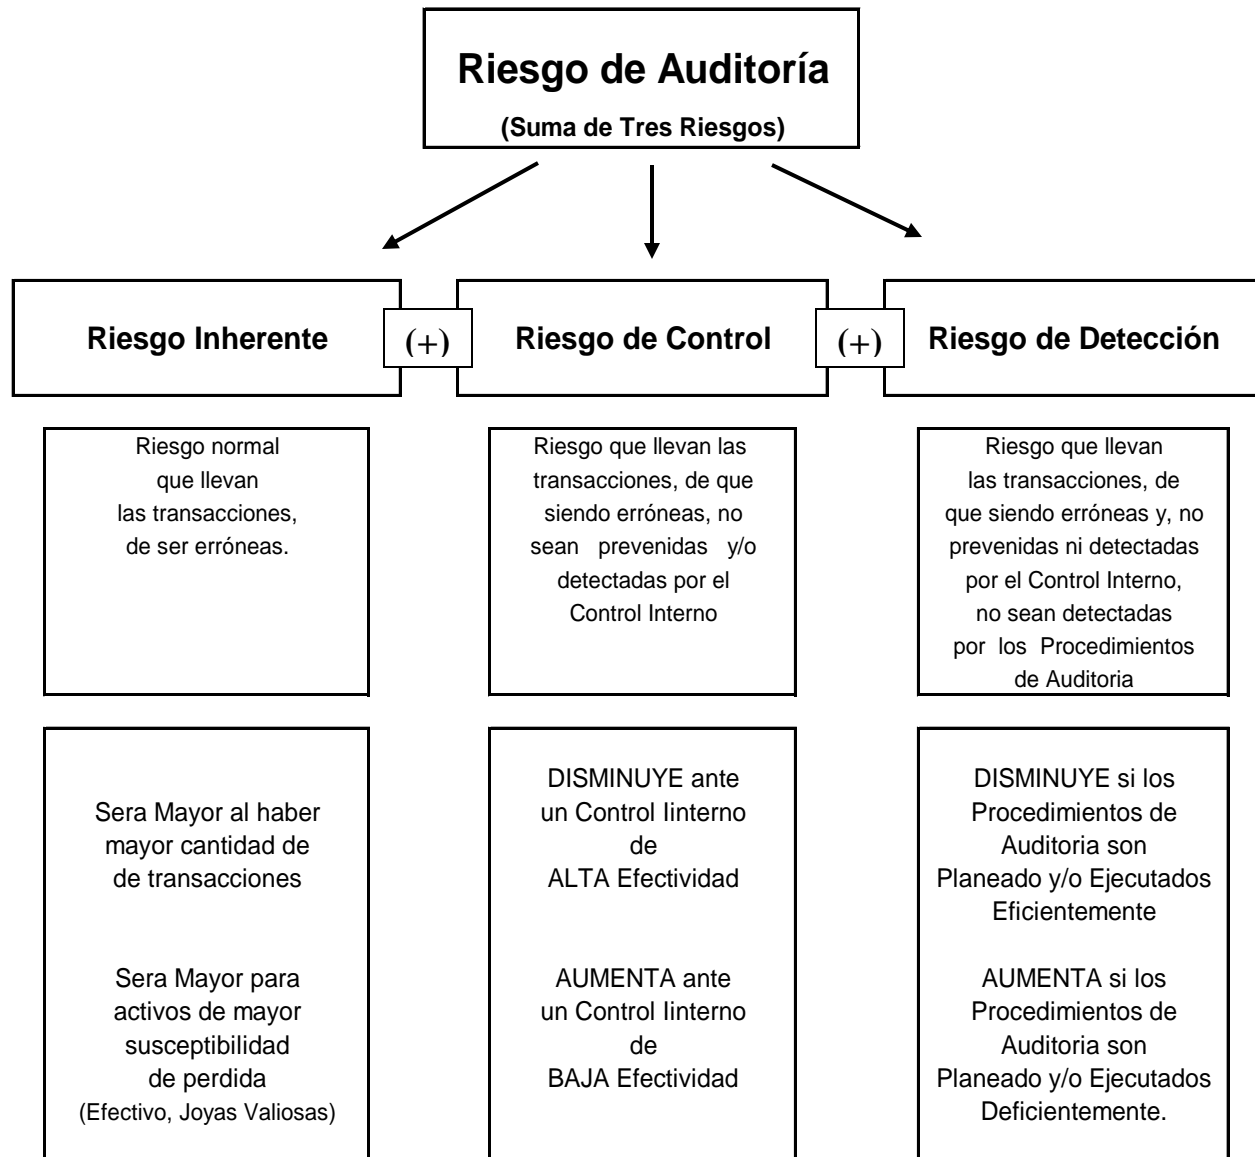 Riesgo de Auditoría
(Suma de Tres Riesgos)
Riesgo Inherente
(+)
Riesgo de Control
(+)
Riesgo de Detección
Riesgo normal
que llevan
las transacciones,
de ser erróneas.
Riesgo que llevan las
transacciones, de que
siendo erróneas, no
sean prevenidas y/o
detectadas por el
Control Interno
Riesgo que llevan
las transacciones, de
que siendo erróneas y, no
prevenidas ni detectadas
por el Control Interno,
no sean detectadas
por los Procedimientos
de Auditoria
Sera Mayor al haber
mayor cantidad de
de transacciones
Sera Mayor para
activos de mayor
susceptibilidad
de perdida
(Efectivo, Joyas Valiosas)
DISMINUYE ante
un Control Iinterno
de
ALTA Efectividad
AUMENTA ante
un Control Iinterno
de
BAJA Efectividad
DISMINUYE si los
Procedimientos de
Auditoria son
Planeado y/o Ejecutados
Eficientemente
AUMENTA si los
Procedimientos de
Auditoria son
Planeado y/o Ejecutados
Deficientemente.